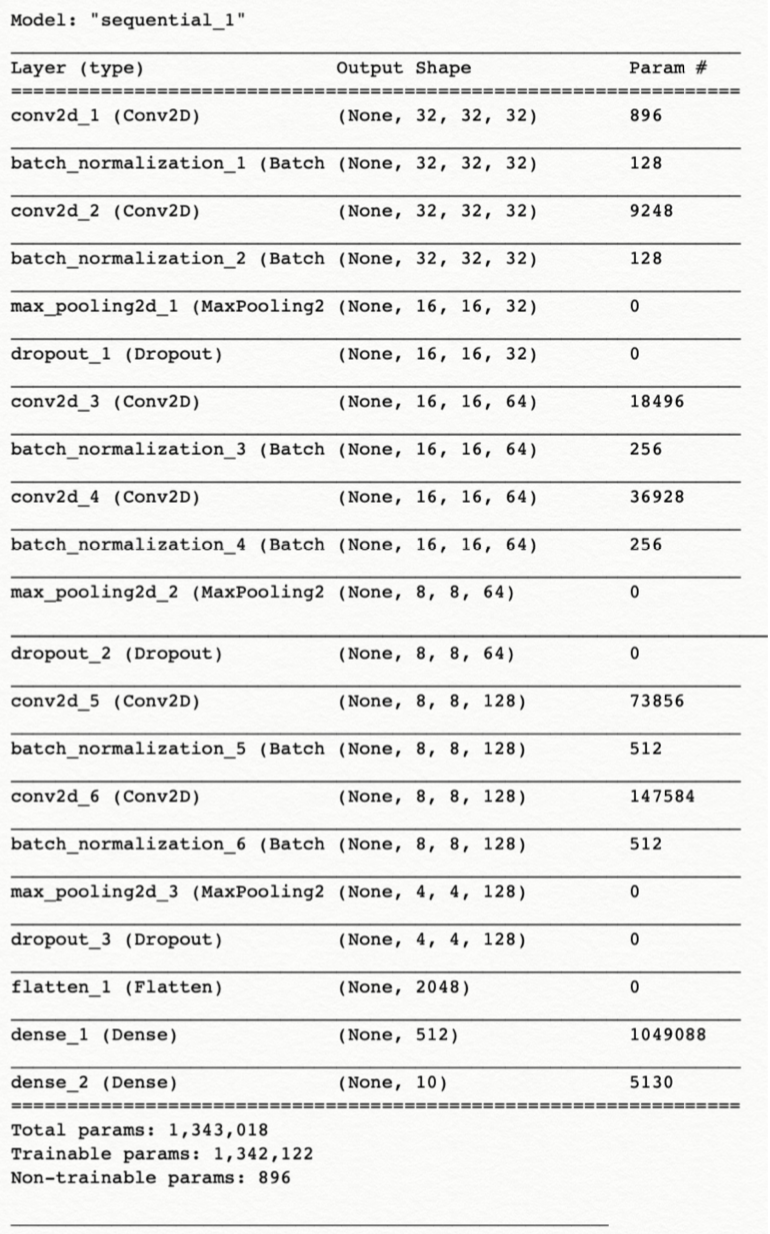 Model: "sequential_1"
Layer (type) Output Shape Param #
=================================================================
conv2d_1 (Conv2D) (None, 32, 32, 32) 896
batch_normalization_1 (Batch (None, 32, 32, 32) 128
conv2d_2 (Conv2D) (None, 32, 32, 32) 9248
batch_normalization_2 (Batch (None, 32, 32, 32) 128
max_pooling2d_1 (MaxPooling2 (None, 16, 16, 32) 0
dropout_1 (Dropout) (None, 16, 16, 32) 0
conv2d_3 (Conv2D) (None, 16, 16, 64) 18496
batch_normalization_3 (Batch (None, 16, 16, 64) 256
conv2d_4 (Conv2D) (None, 16, 16, 64) 36928
batch_normalization_4 (Batch (None, 16, 16, 64) 256
max_pooling2d_2 (MaxPooling2 (None, 8, 8, 64) 0
dropout_2 (Dropout) (None, 8, 8, 64) 0
conv2d_5 (Conv2D) (None, 8, 8, 128) 73856
batch_normalization_5 (Batch (None, 8, 8, 128) 512
conv2d_6 (Conv2D) (None, 8, 8, 128) 147584
batch_normalization_6 (Batch (None, 8, 8, 128) 512
max_pooling2d_3 (MaxPooling2 (None, 4, 4, 128) 0
dropout_3 (Dropout) (None, 4, 4, 128) 0
flatten_1 (Flatten) (None, 2048) 0
dense_1 (Dense) (None, 512) 1049088
dense_2 (Dense) (None, 10) 5130
=================================================================
Total params: 1,343,018
Trainable params: 1,342,122
Non-trainable params: 896